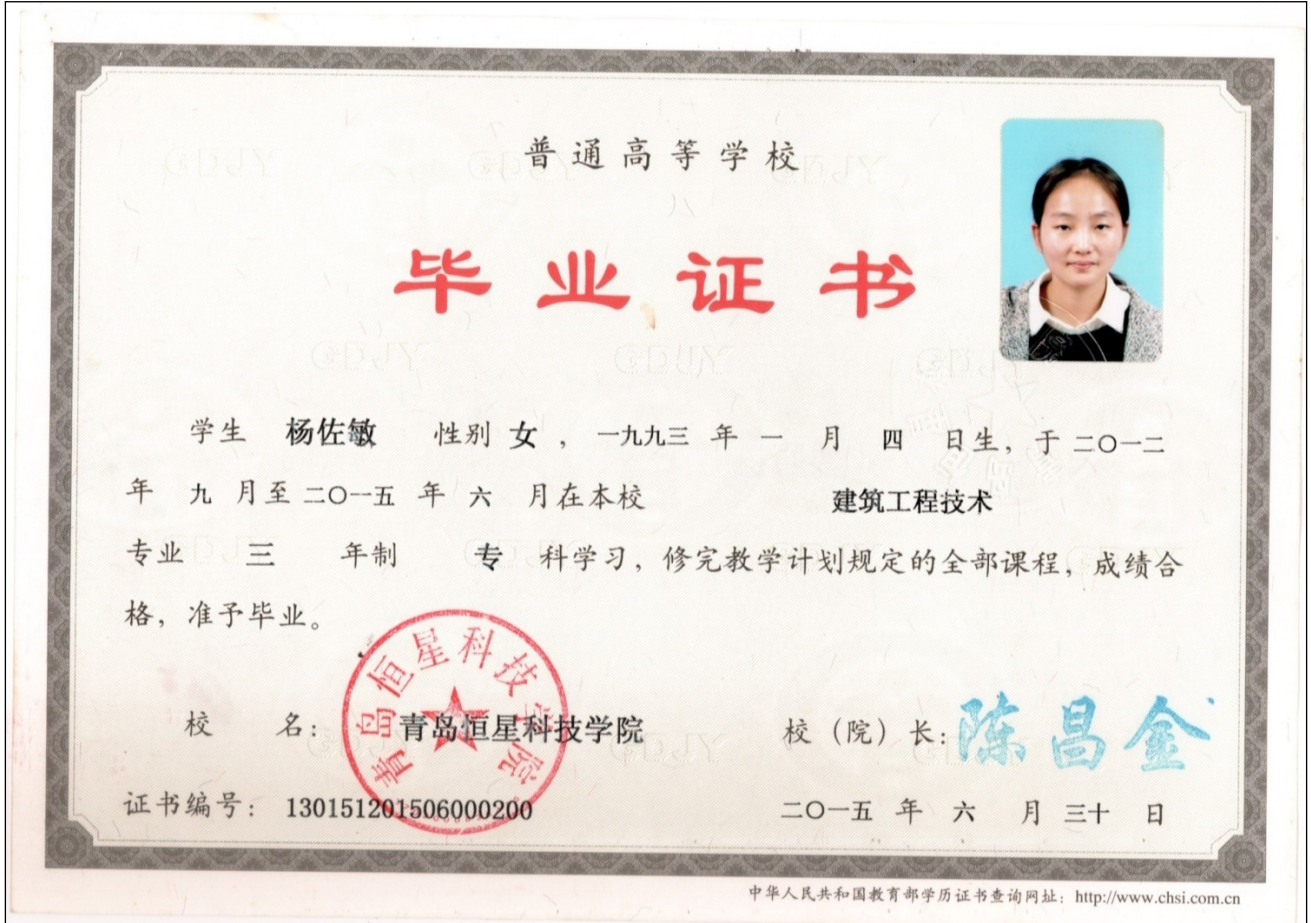 普通高等学校
毕业证书
学生 杨佐敏 性别 女 ，一九九三 年 一 月 四 日生，于 二〇一二
年 九 月至 二〇一五 年 六 月在本校 建筑工程技术
专业 三 年制 专 科学习，修完教学计划规定的全部课程，成绩合
格，准予毕业。
青岛恒星科技学院
校 名： 青岛恒星科技学院 校（院）长：陈昌金
证书编号： 130151201506000200 二〇一五 年 六 月 三十 日
中华人民共和国教育部学历证书查询网址：http://www.chsi.com.cn